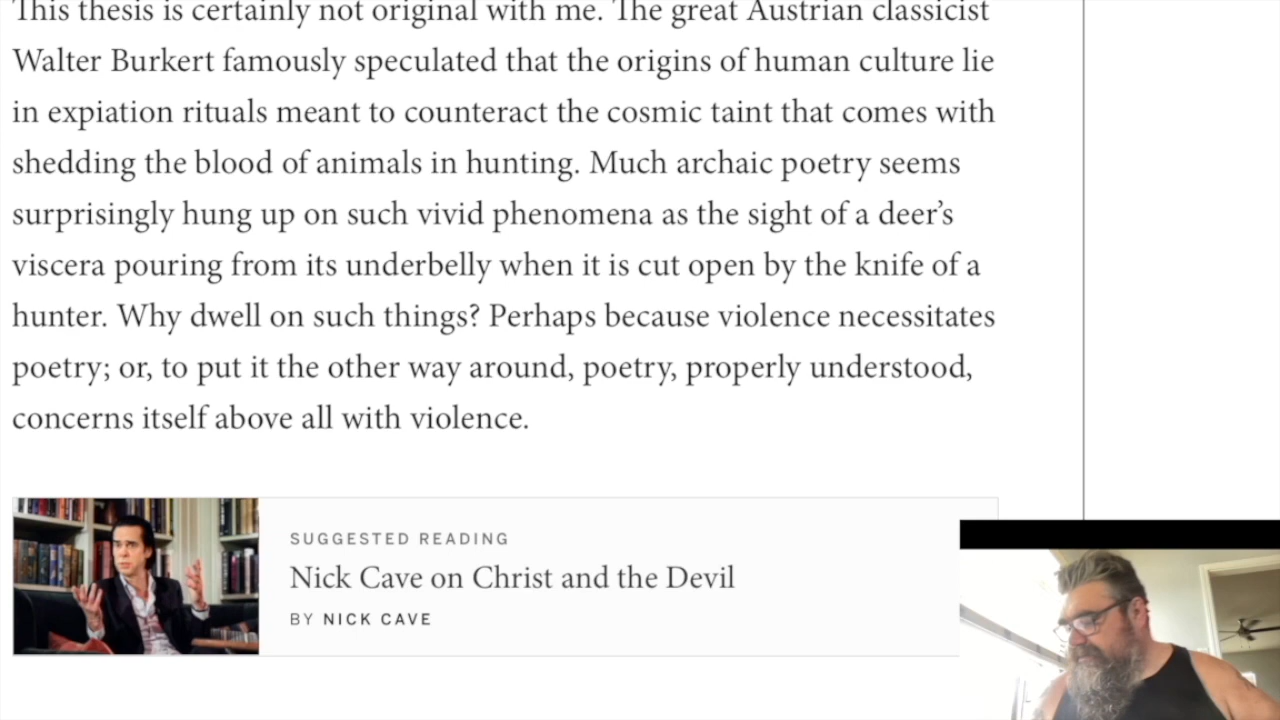 This thesis is certainly not original with me. The great Austrian classicist
Walter Burkert famously speculated that the origins of human culture lie
in expiation rituals meant to counteract the cosmic taint that comes with
shedding the blood of animals in hunting. Much archaic poetry seems
surprisingly hung up on such vivid phenomena as the sight of a deer’s
viscera pouring from its underbelly when it is cut open by the knife of a
hunter. Why dwell on such things? Perhaps because violence necessitates
poetry; or, to put it the other way around, poetry, properly understood,
concerns itself above all with violence.
SUGGESTED READING
Nick Cave on Christ and the Devil
BY NICK CAVE